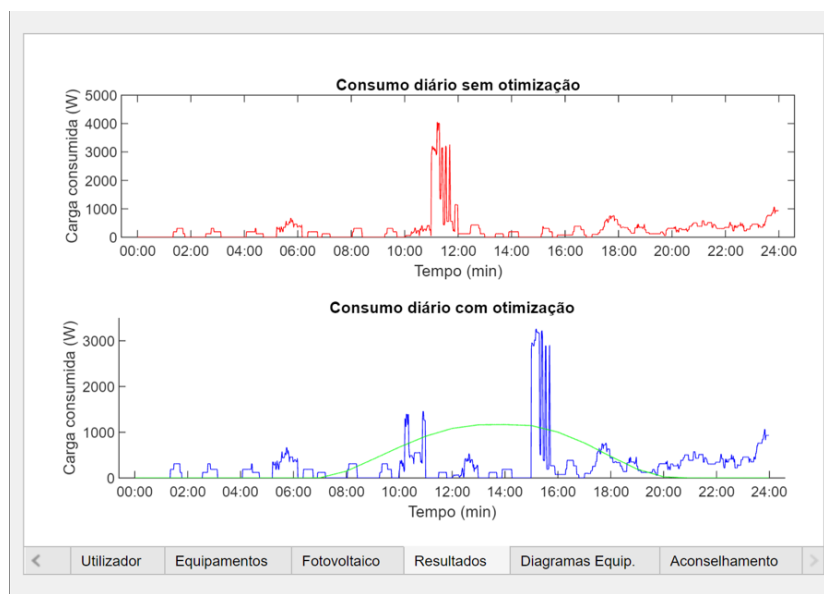 Consumo diário sem otimização
Carga consumida (W)
5000
4000
3000
2000
1000
0
00:00 02:00 04:00 06:00 08:00 10:00 12:00 14:00 16:00 18:00 20:00 22:00 24:00
Tempo (min)
Consumo diário com otimização
Carga consumida (W)
3000
2000
1000
0
00:00 02:00 04:00 06:00 08:00 10:00 12:00 14:00 16:00 18:00 20:00 22:00 24:00
Tempo (min)
Utilizador Equipamentos Fotovoltaico Resultados Diagramas Equip. Aconselhamento